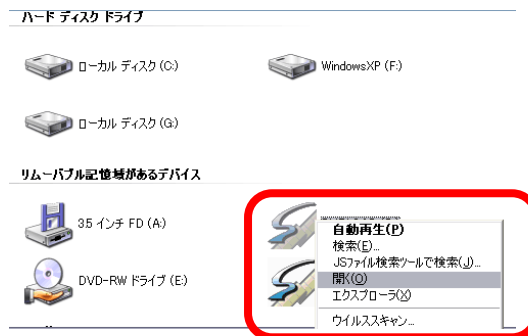 ハード ディスク ドライブ
ローカル ディスク (C:)
WindowsXP (F:)
ローカル ディスク (G:)
リムーバブル記憶域があるデバイス
3.5 インチ FD (A:)
DVD-RW ドライブ (E:)
自動再生(P)
検索(E)...
JSファイル検索ツールで検索(J)...
開く(O)
エクスプローラ(X)
ウイルススキャン...